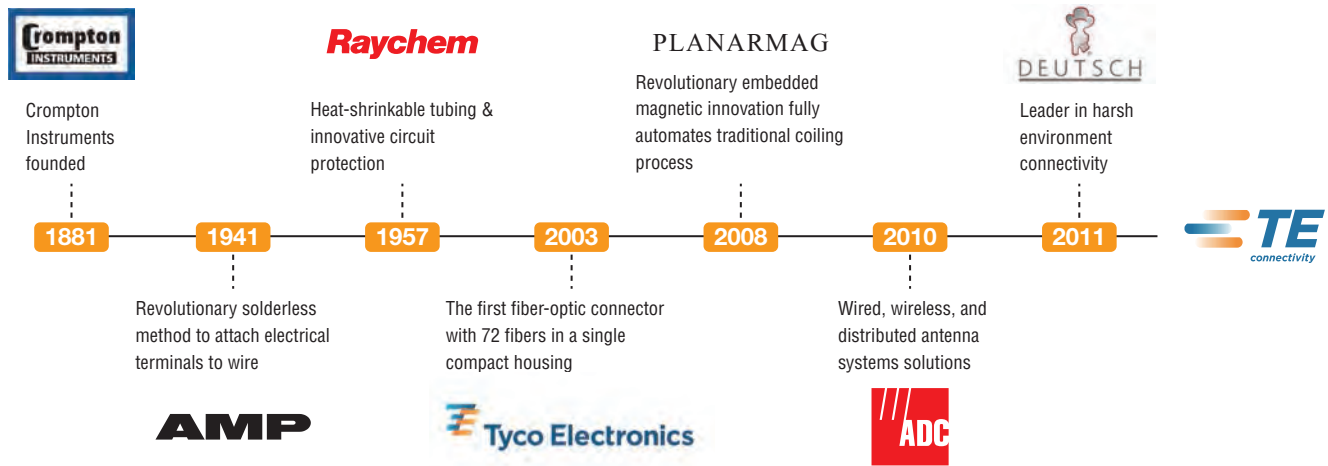 Crompton
INSTRUMENTS
Crompton
Instruments
founded
Raychem
Heat-shrinkable tubing &
innovative circuit
protection
PLANARMAG
Revolutionary embedded
magnetic innovation fully
automates traditional coiling
process
DEUTSCH
Leader in harsh
environment
connectivity
1881
1941
1957
2003
2008
2010
2011
TE
connectivity
Revolutionary solderless
method to attach electrical
terminals to wire
AMP
The first fiber-optic connector
with 72 fibers in a single
compact housing
Tyco Electronics
Wired, wireless, and
distributed antenna
systems solutions
ADC